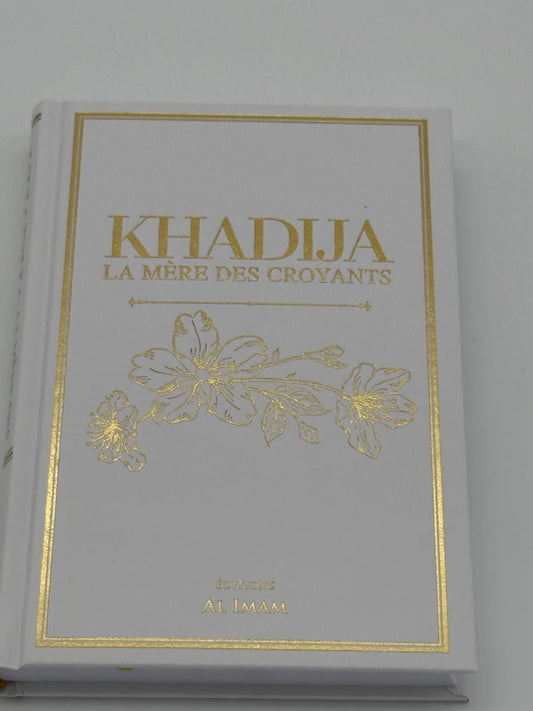 KHADIJA
LA MÈRE DES CROYANTS
ÉDITIONS
AL IMAM